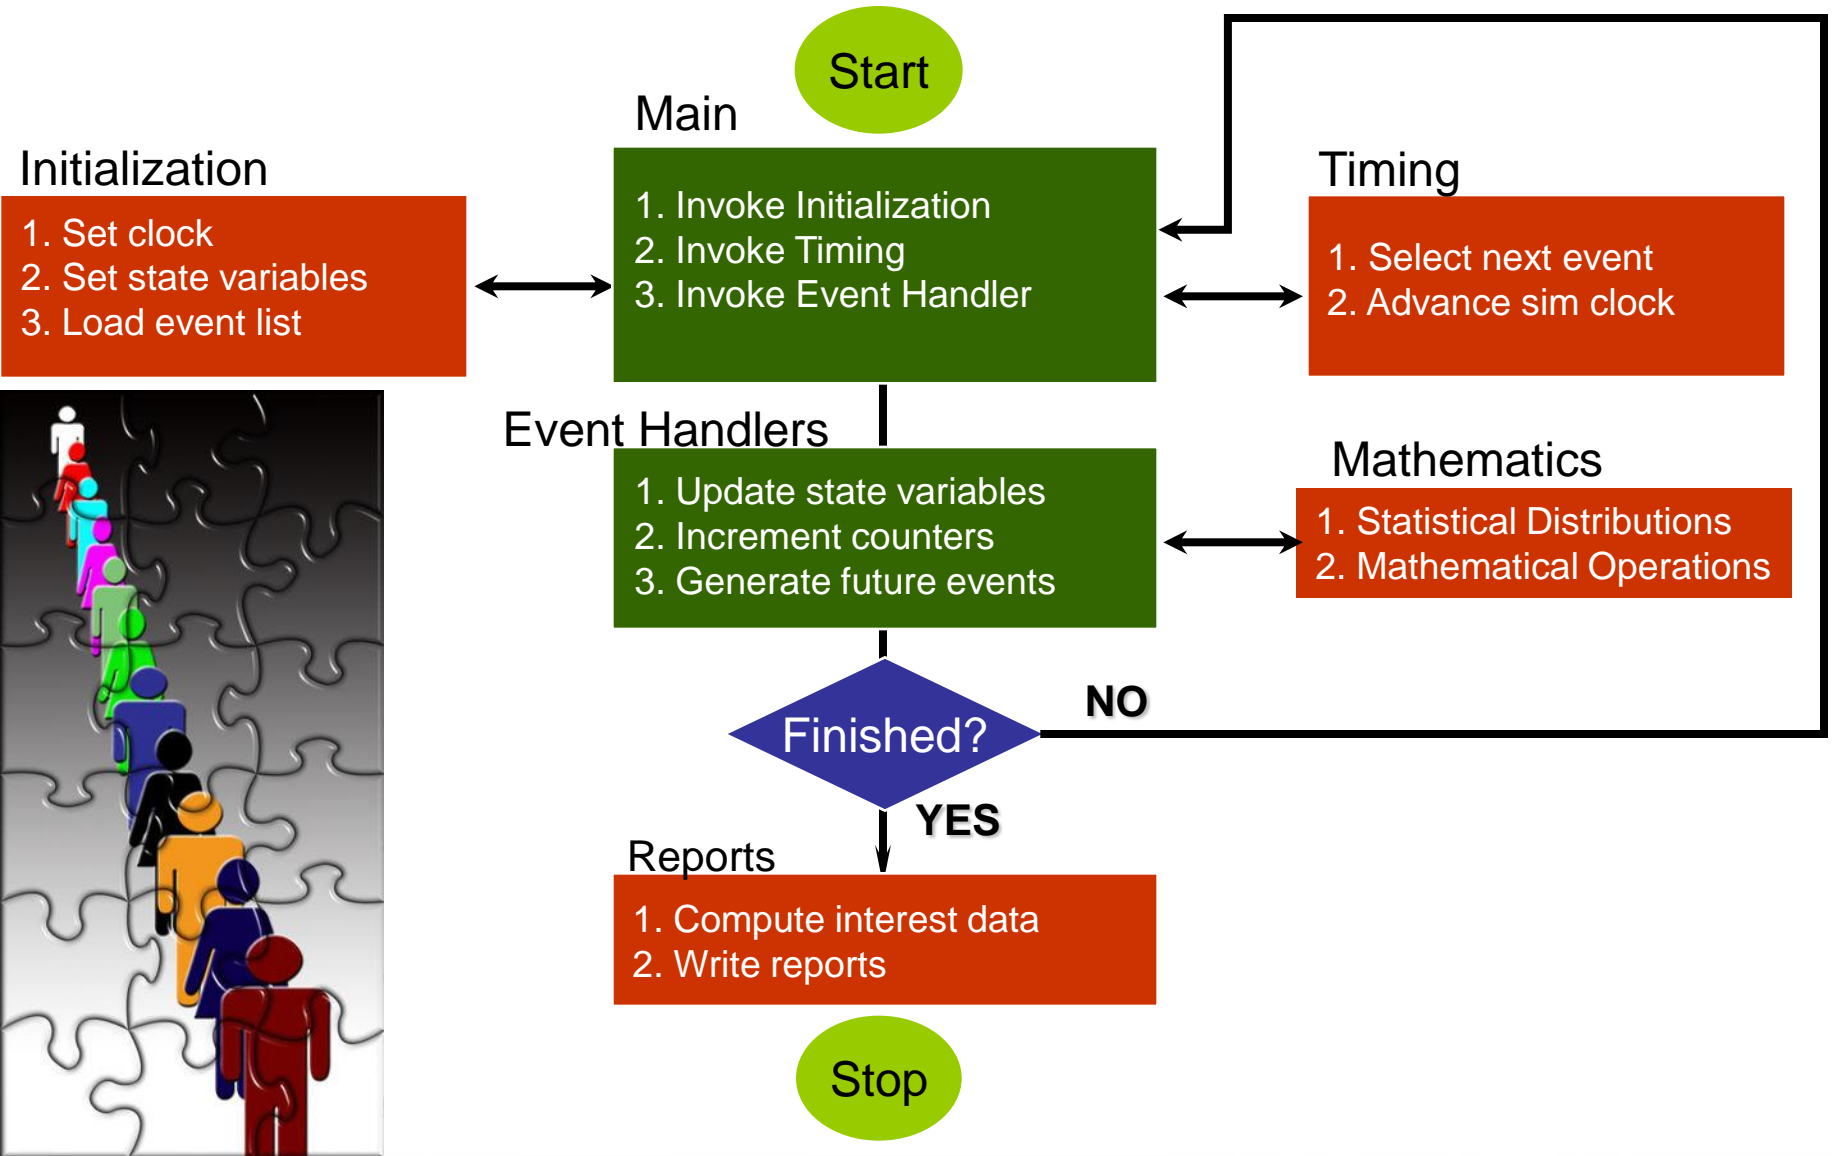 Start
Main
1. Invoke Initialization
2. Invoke Timing
3. Invoke Event Handler
Initialization
1. Set clock
2. Set state variables
3. Load event list
Timing
1. Select next event
2. Advance sim clock
Event Handlers
1. Update state variables
2. Increment counters
3. Generate future events
Mathematics
1. Statistical Distributions
2. Mathematical Operations
Finished?
NO
YES
Reports
1. Compute interest data
2. Write reports
Stop